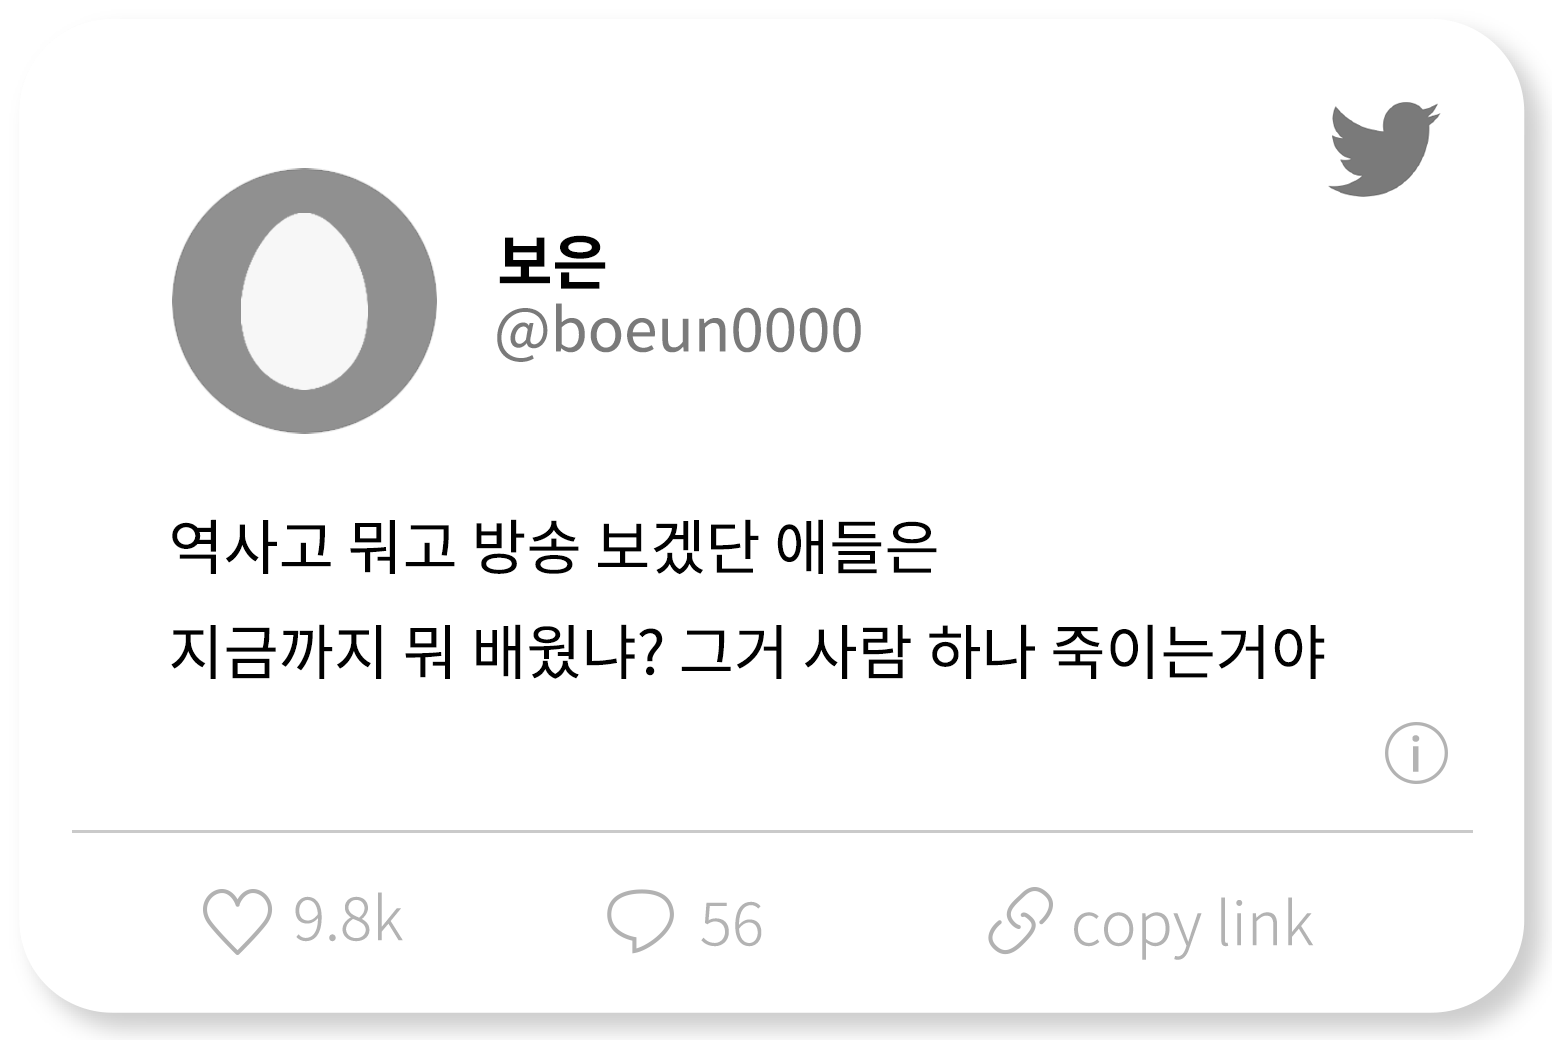 보은
@boeun0000
역사고 뭐고 방송 보겠단 애들은
지금까지 뭐 배웠냐? 그거 사람 하나 죽이는거야
i
9.8k
56
copy link